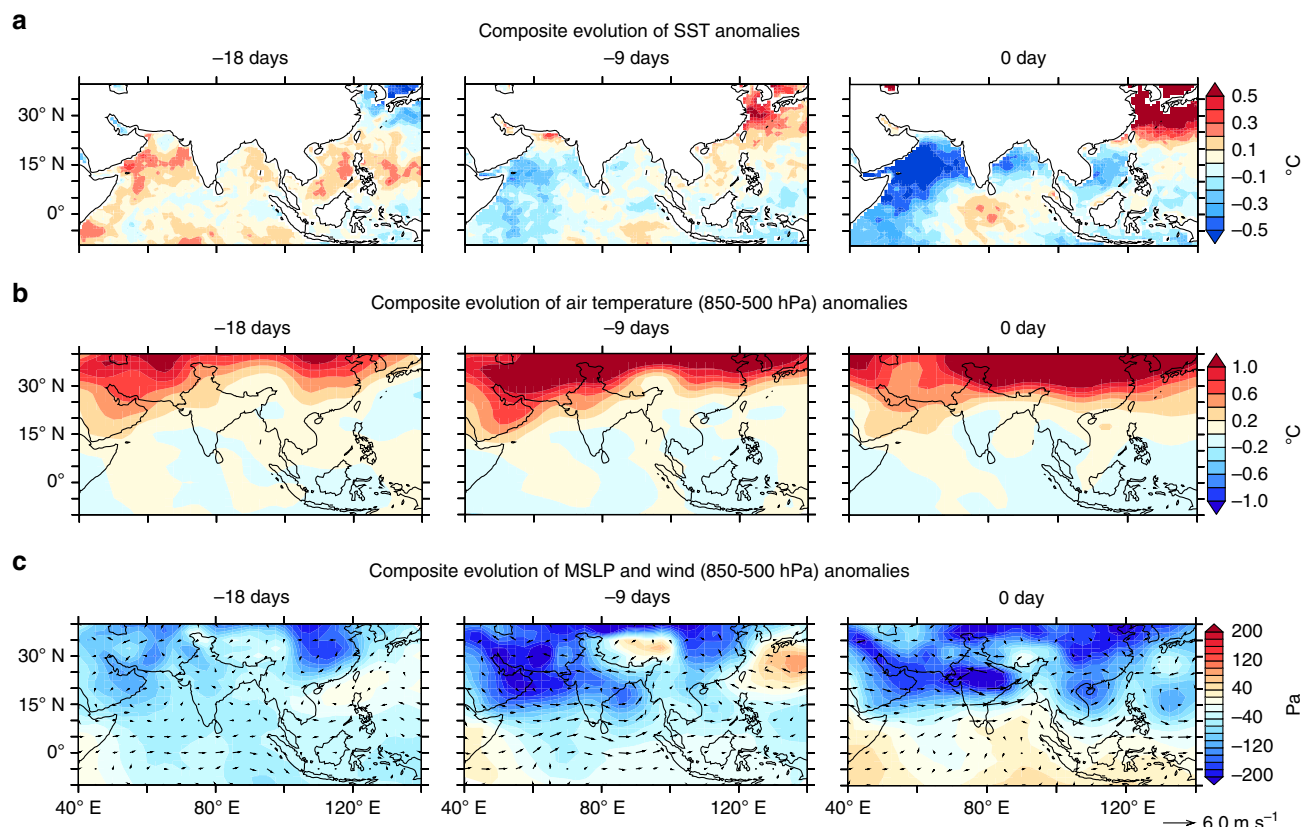 a
Composite evolution of SST anomalies
–18 days
–9 days
0 day
30° N
15° N
0°
0.5
0.3
0.1
–0.1
–0.3
–0.5
°C
b
Composite evolution of air temperature (850-500 hPa) anomalies
–18 days
–9 days
0 day
30° N
15° N
0°
1.0
0.6
0.2
–0.2
–0.6
–1.0
°C
c
Composite evolution of MSLP and wind (850-500 hPa) anomalies
–18 days
–9 days
0 day
30° N
15° N
0°
200
120
40
–40
–120
–200
Pa
40° E 80° E 120° E
40° E 80° E 120° E
40° E 80° E 120° E
6.0 m s⁻¹